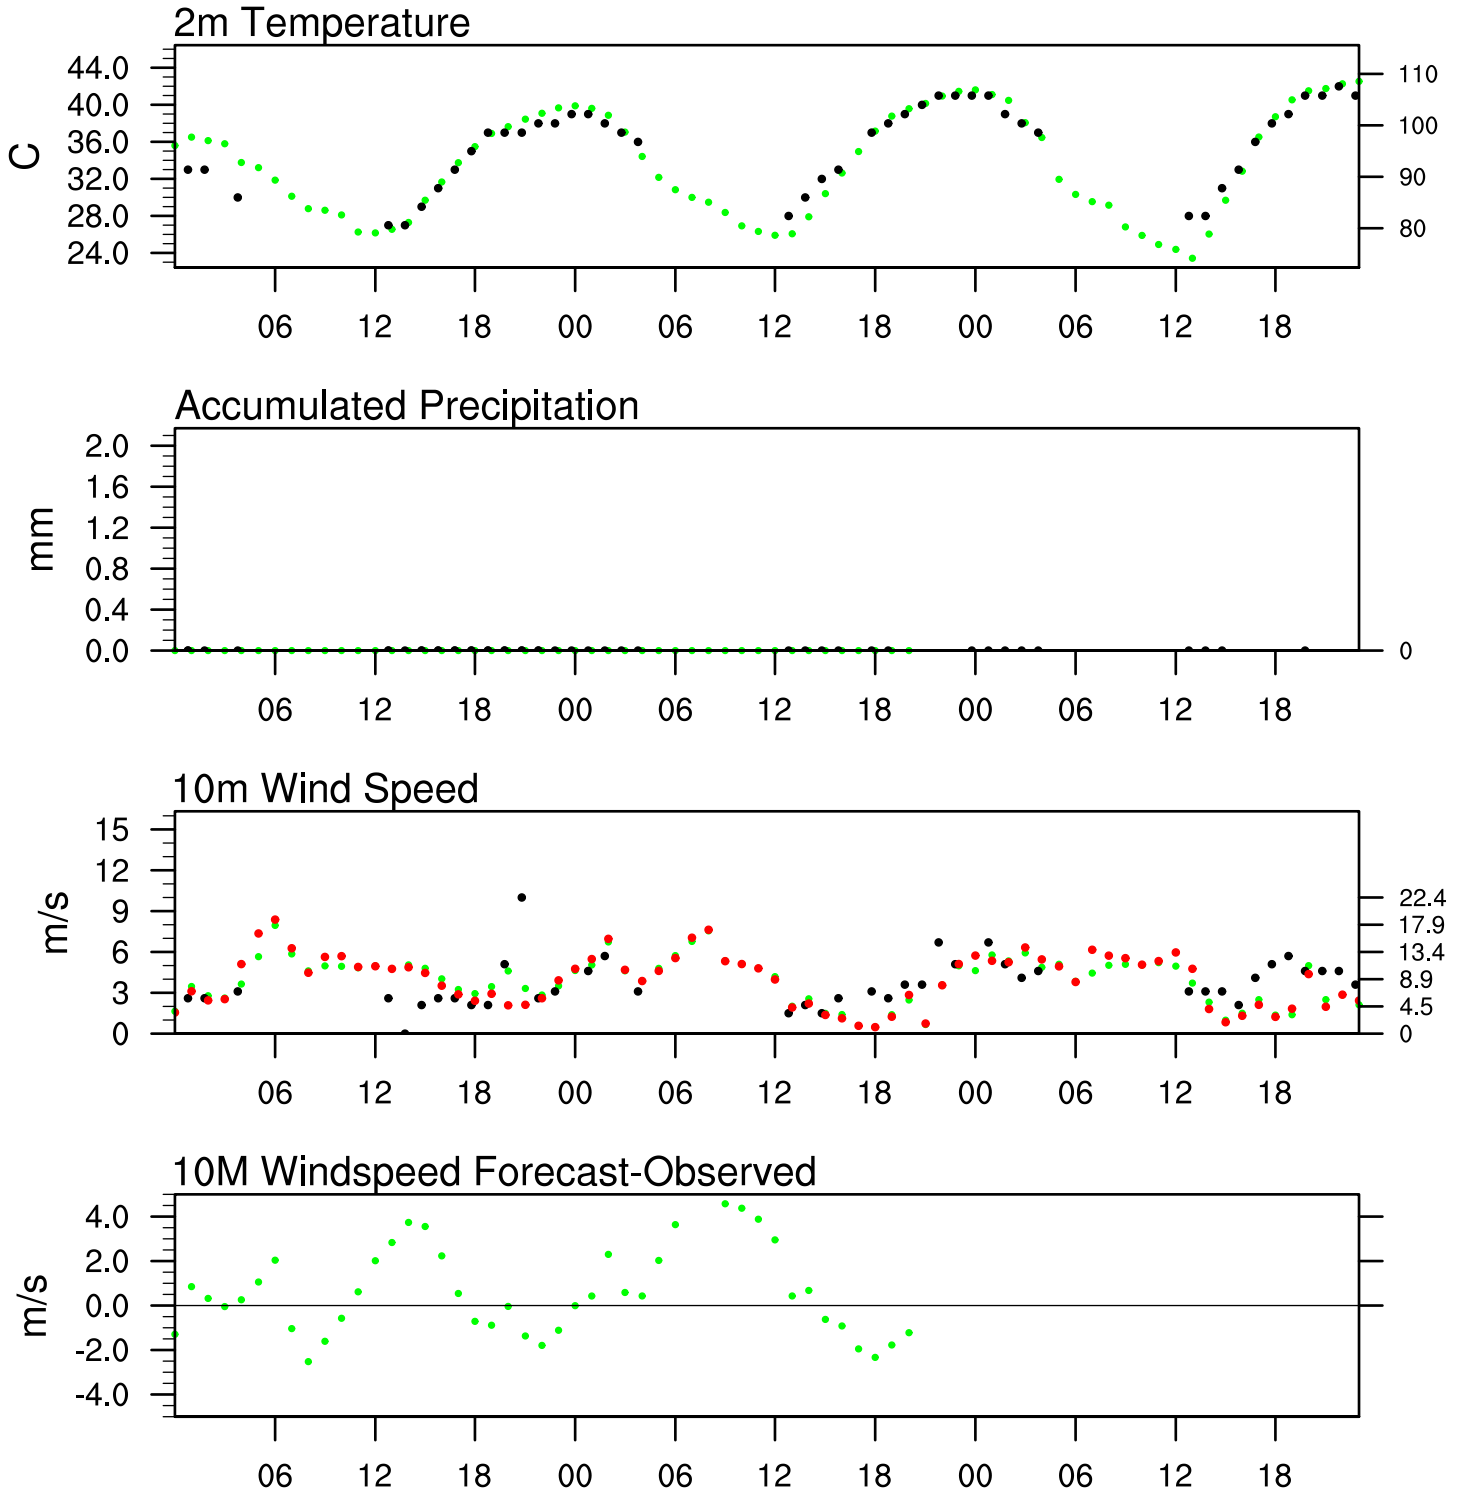 2m Temperature
44.0
40.0
36.0
32.0
28.0
24.0
C
110
100
90
80
06 12 18 00 06 12 18 00 06 12 18
Accumulated Precipitation
2.0
1.6
1.2
0.8
0.4
0.0
mm
0
06 12 18 00 06 12 18 00 06 12 18
10m Wind Speed
15
12
9
6
3
0
m/s
22.4
17.9
13.4
8.9
4.5
0
06 12 18 00 06 12 18 00 06 12 18
10M Windspeed Forecast-Observed
4.0
2.0
0.0
-2.0
-4.0
m/s
06 12 18 00 06 12 18 00 06 12 18